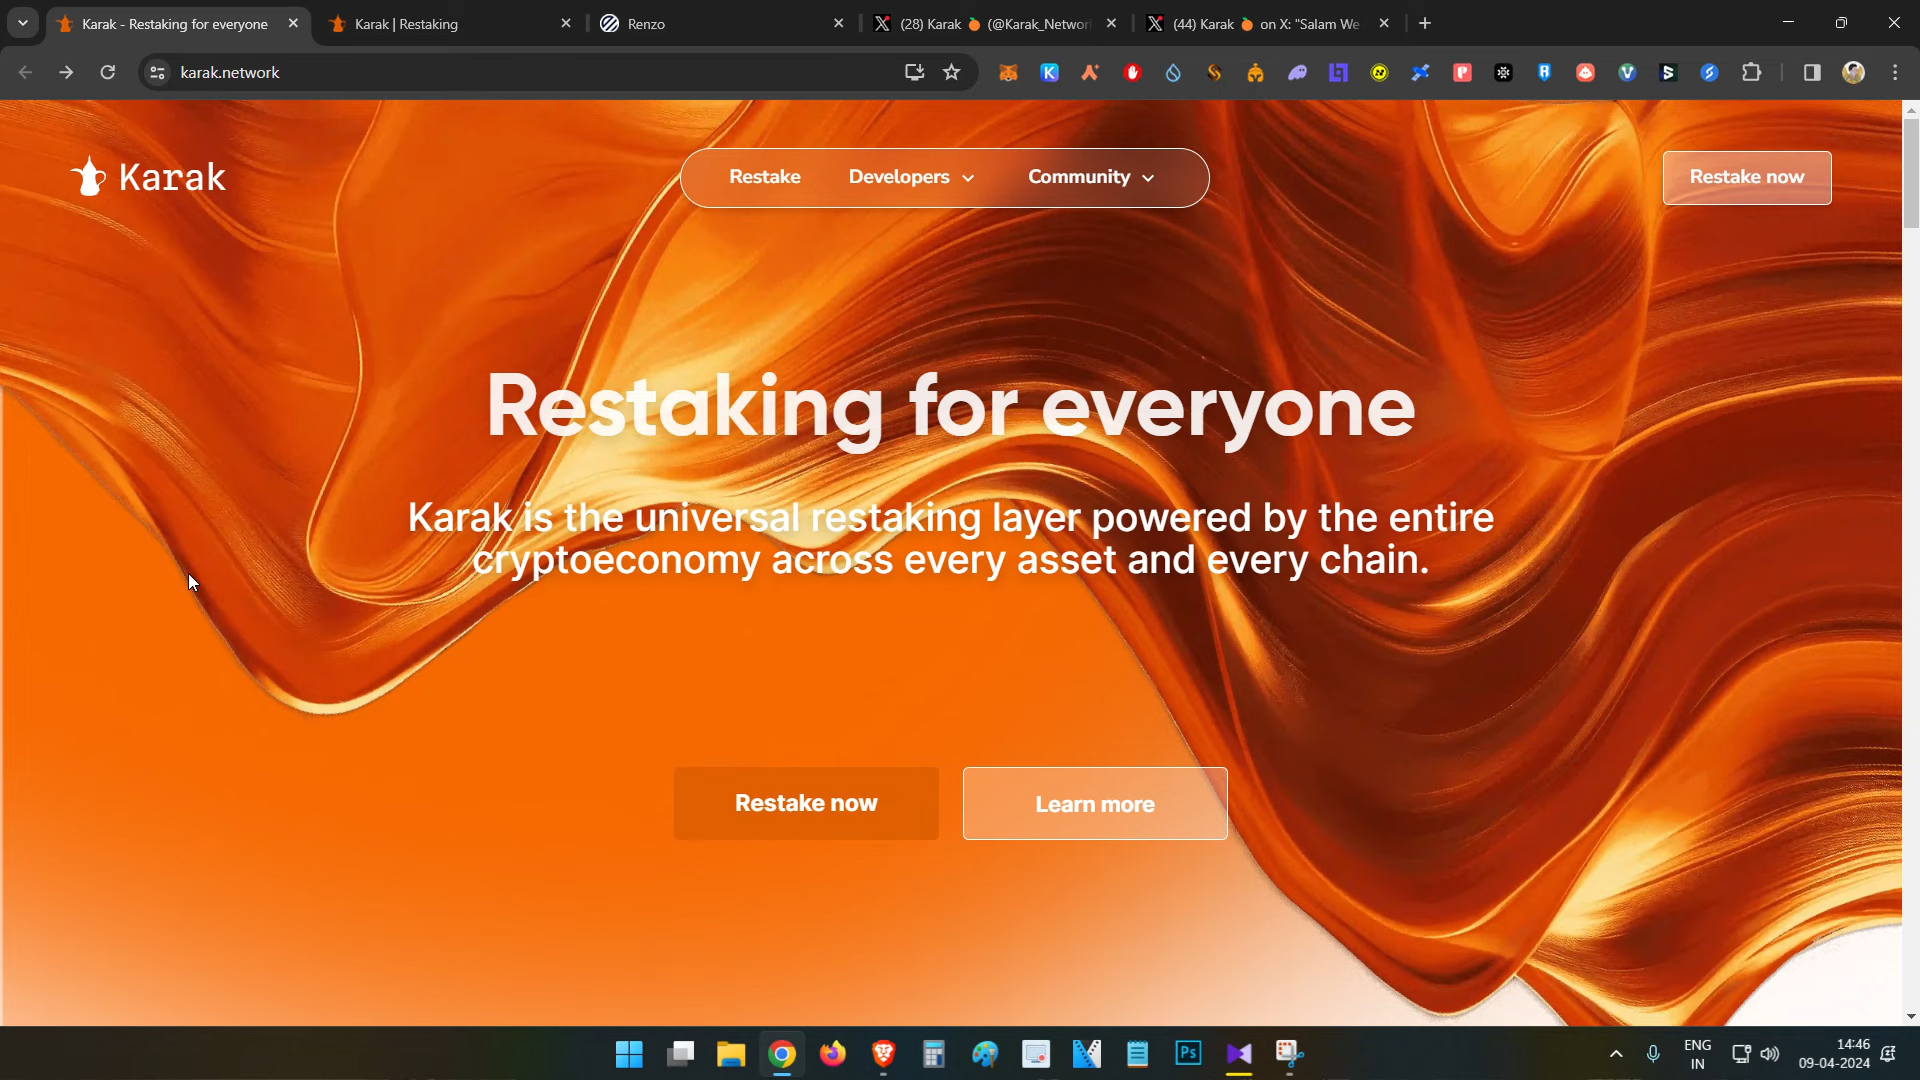 Karak - Restaking for everyone
Karak | Restaking
Renzo
(28) Karak 🍊 (@Karak_Networ
(44) Karak 🍊 on X: "Salam We
karak.network
Karak
Restake
Developers
Community
Restake now
Restaking for everyone
Karak is the universal restaking layer powered by the entire
cryptoeconomy across every asset and every chain.
Restake now
Learn more
Ps
ENG
IN
14:46
09-04-2024